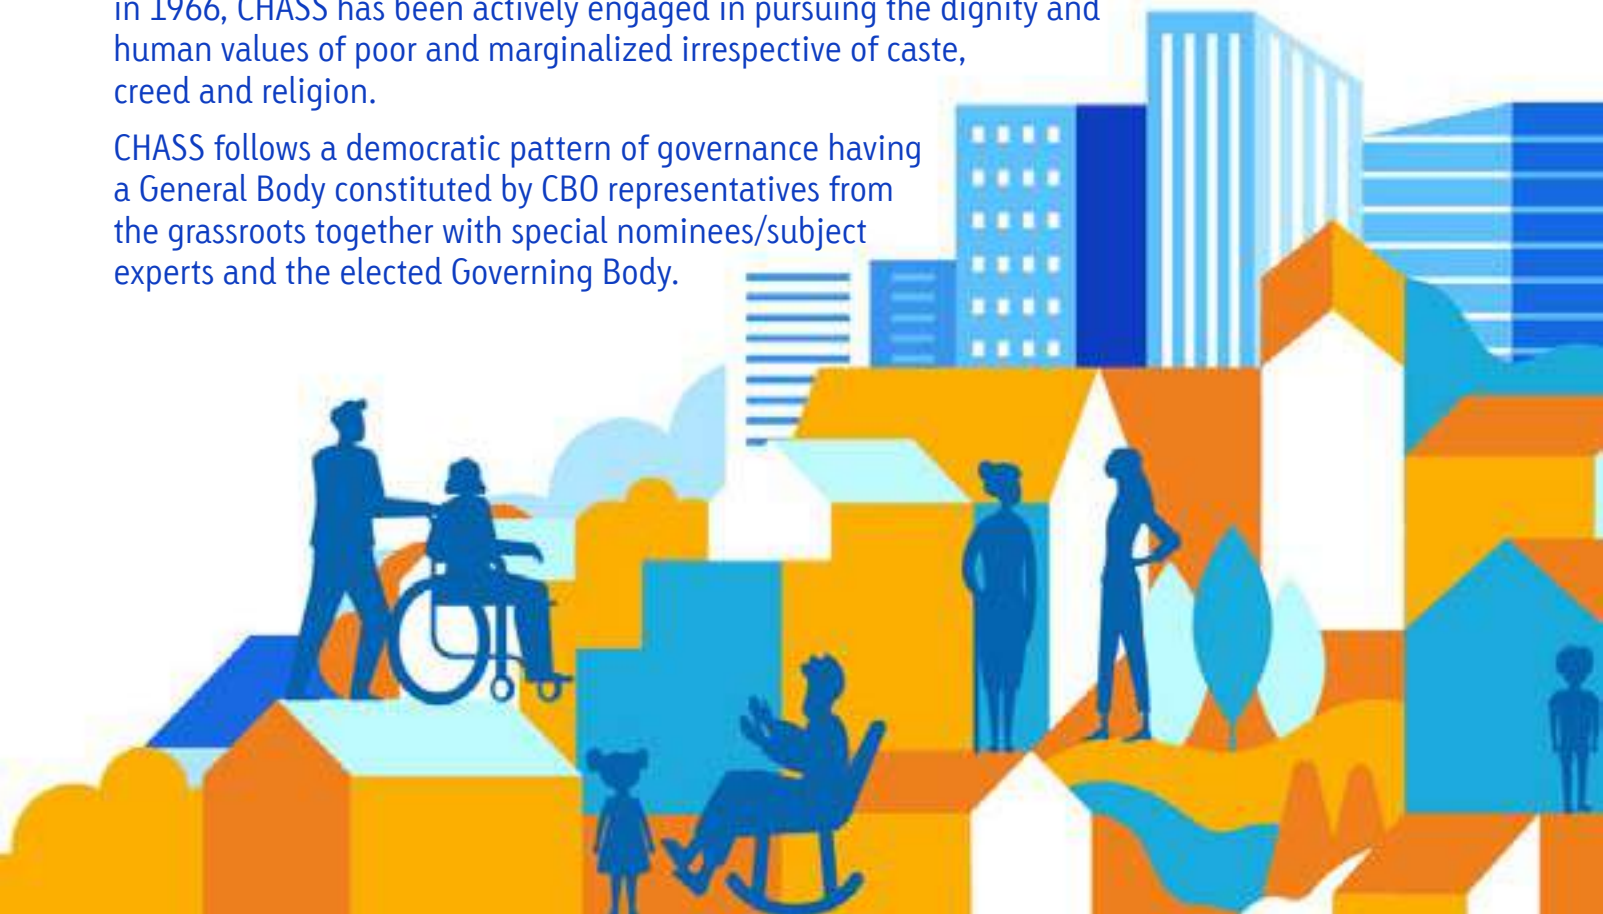 in 1966, CHASS has been actively engaged in pursuing the dignity and
human values of poor and marginalized irrespective of caste,
creed and religion.
CHASS follows a democratic pattern of governance having
a General Body constituted by CBO representatives from
the grassroots together with special nominees/subject
experts and the elected Governing Body.